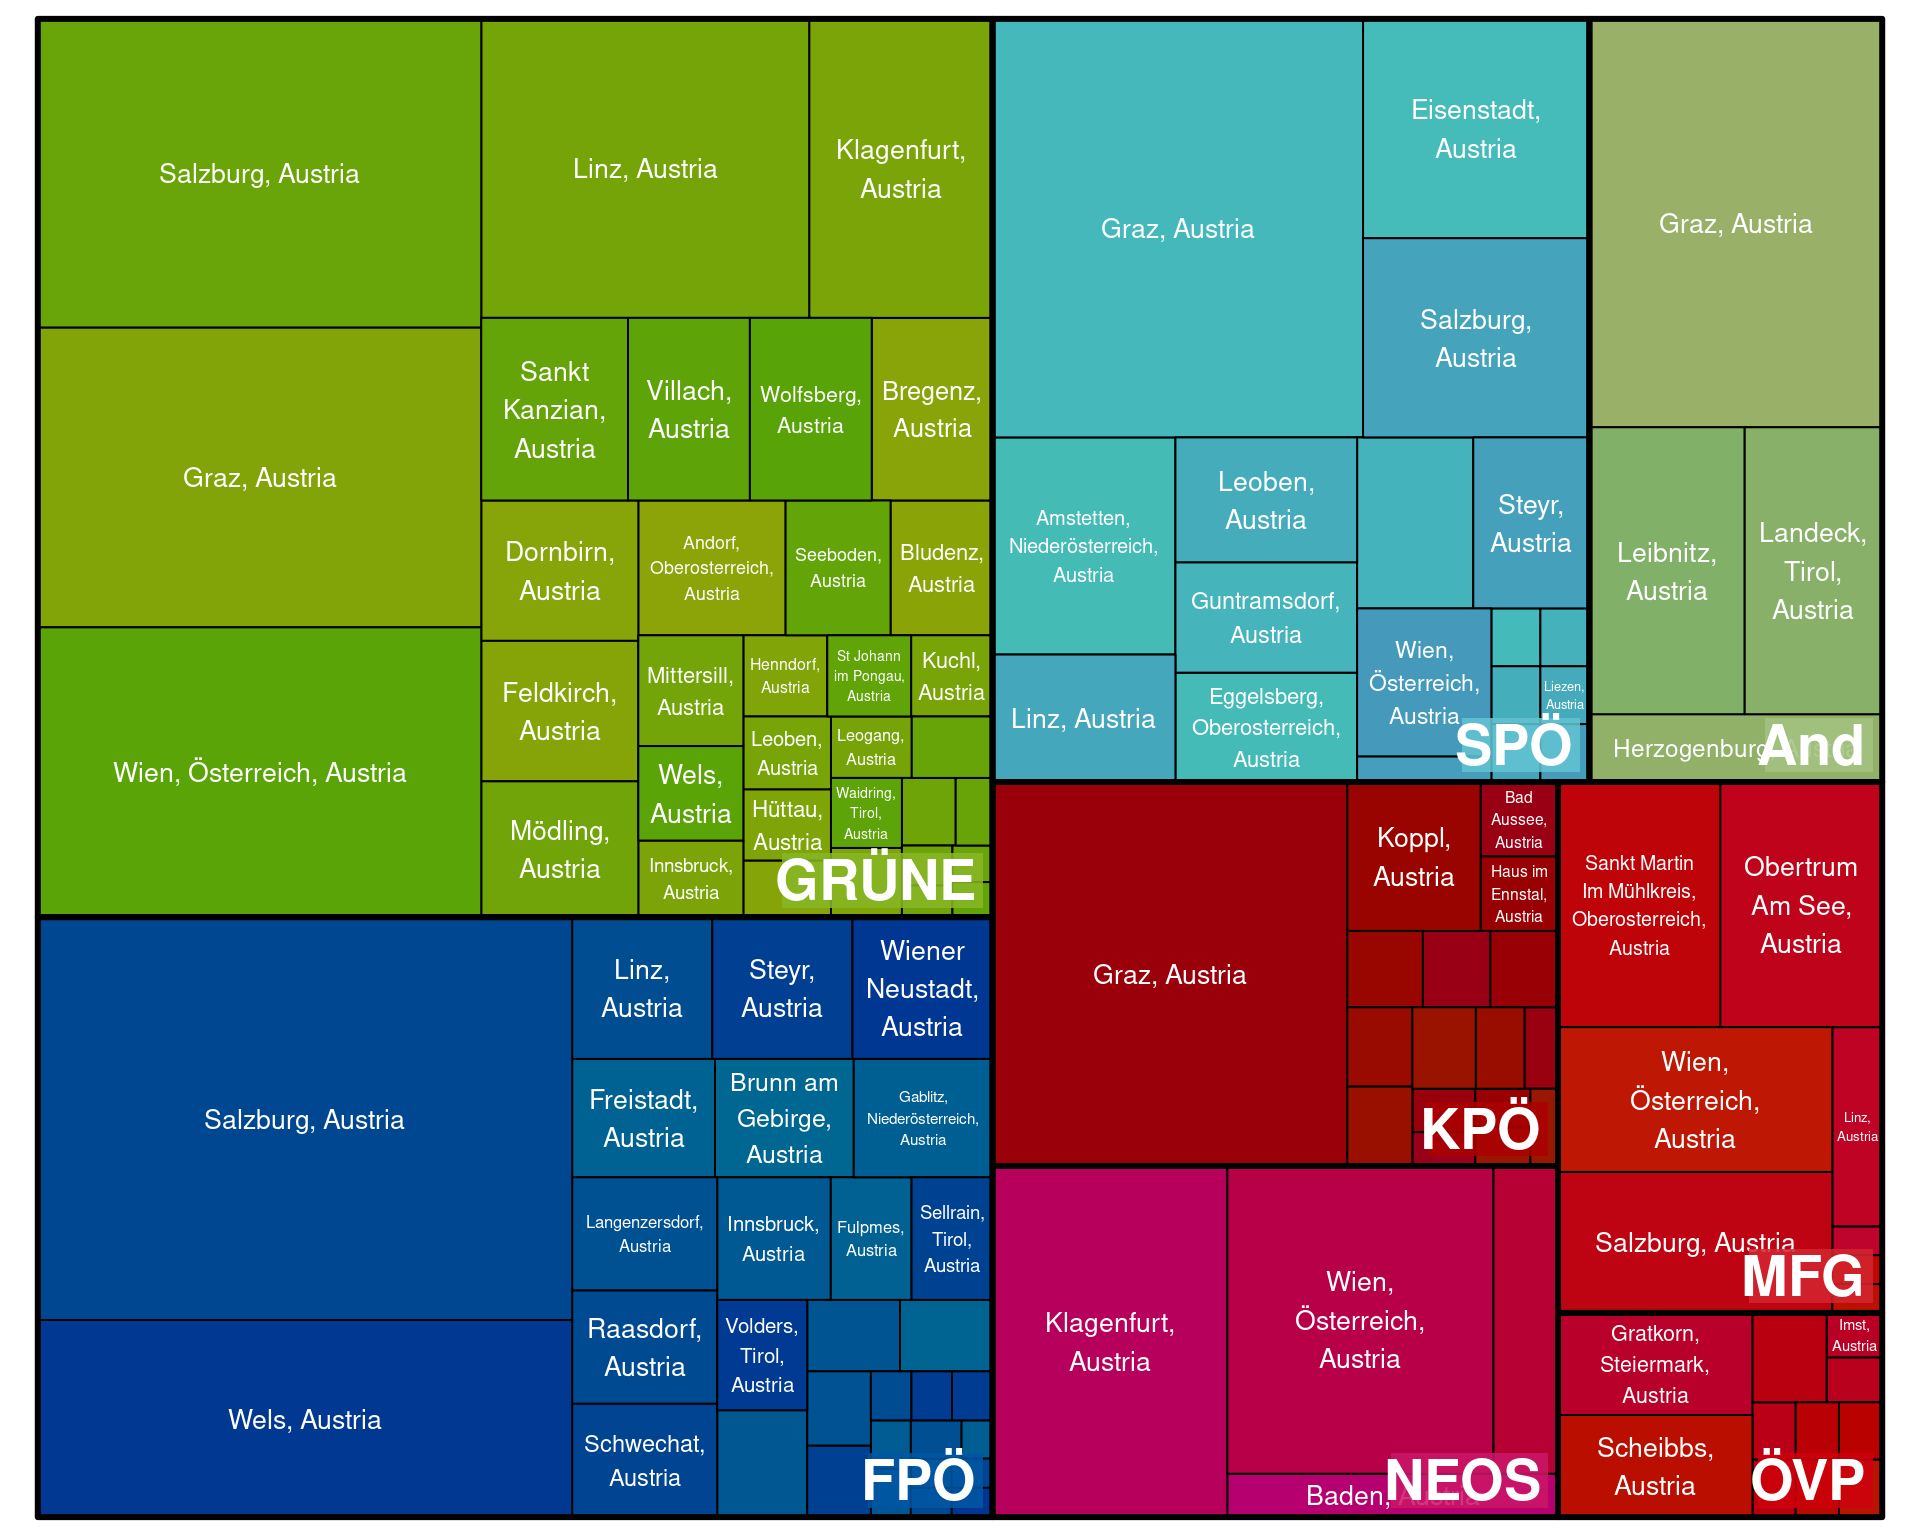 Salzburg, Austria
Linz, Austria
Klagenfurt,
Austria
Graz, Austria
Wien, Österreich, Austria
Sankt
Kanzian,
Austria
Villach,
Austria
Wolfsberg,
Austria
Bregenz,
Austria
Dornbirn,
Austria
Andorf,
Oberosterreich,
Austria
Seeboden,
Austria
Bludenz,
Austria
Feldkirch,
Austria
Mittersill,
Austria
Henndorf,
Austria
St Johann
im Pongau,
Austria
Kuchl,
Austria
Leoben,
Austria
Leogang,
Austria
Wels,
Austria
Mödling,
Austria
Hüttau,
Austria
Waidring,
Tirol,
Austria
Innsbruck,
Austria
GRÜNE
Graz, Austria
Eisenstadt,
Austria
Salzburg,
Austria
Amstetten,
Niederösterreich,
Austria
Leoben,
Austria
Steyr,
Austria
Guntramsdorf,
Austria
Linz, Austria
Eggelsberg,
Oberosterreich,
Austria
Wien,
Österreich,
Austria
Liezen,
Austria
SPÖ
Graz, Austria
Leibnitz,
Austria
Landeck,
Tirol,
Austria
Herzogenburg
And
Salzburg, Austria
Wels, Austria
Linz,
Austria
Steyr,
Austria
Wiener
Neustadt,
Austria
Freistadt,
Austria
Brunn am
Gebirge,
Austria
Gablitz,
Niederösterreich,
Austria
Langenzersdorf,
Austria
Innsbruck,
Austria
Fulpmes,
Austria
Sellrain,
Tirol,
Austria
Raasdorf,
Austria
Volders,
Tirol,
Austria
Schwechat,
Austria
FPÖ
Graz, Austria
Koppl,
Austria
Bad
Aussee,
Austria
Haus im
Ennstal,
Austria
KPÖ
Klagenfurt,
Austria
Wien,
Österreich,
Austria
Baden, Austria
NEOS
Sankt Martin
Im Mühlkreis,
Oberosterreich,
Austria
Obertrum
Am See,
Austria
Wien,
Österreich,
Austria
Linz,
Austria
Salzburg, Austria
MFG
Gratkorn,
Steiermark,
Austria
Imst,
Austria
Scheibbs,
Austria
ÖVP